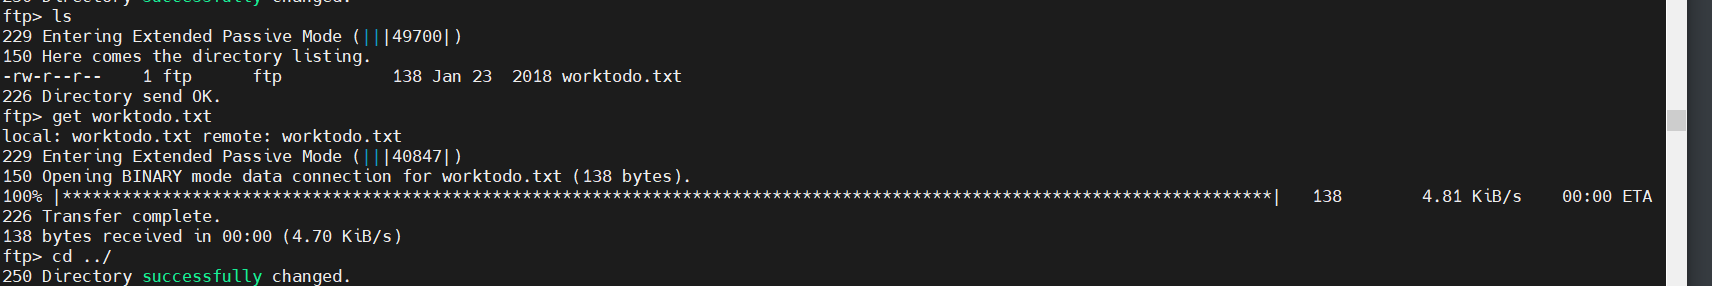 250 Directory successfully changed.
ftp> ls
229 Entering Extended Passive Mode (|||49700|)
150 Here comes the directory listing.
-rw-r--r--    1 ftp      ftp           138 Jan 23  2018 worktodo.txt
226 Directory send OK.
ftp> get worktodo.txt
local: worktodo.txt remote: worktodo.txt
229 Entering Extended Passive Mode (|||40847|)
150 Opening BINARY mode data connection for worktodo.txt (138 bytes).
100% |*************************************************************************************************************************|   138        4.81 KiB/s    00:00 ETA
226 Transfer complete.
138 bytes received in 00:00 (4.70 KiB/s)
ftp> cd ../
250 Directory successfully changed.